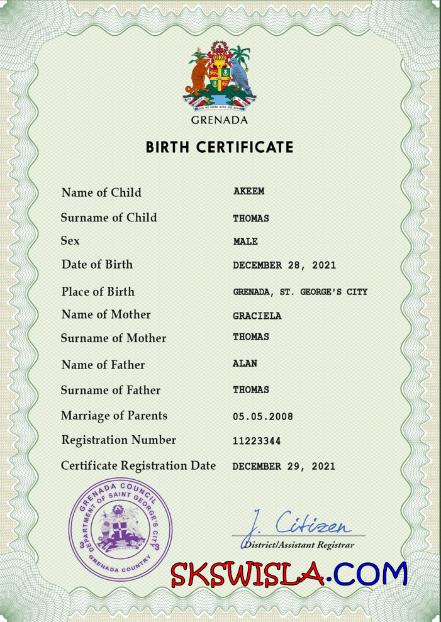 GRENADA
BIRTH CERTIFICATE
Name of Child AKEEM
Surname of Child THOMAS
Sex MALE
Date of Birth DECEMBER 28, 2021
Place of Birth GRENADA, ST. GEORGE'S CITY
Name of Mother GRACIELA
Surname of Mother THOMAS
Name of Father ALAN
Surname of Father THOMAS
Marriage of Parents 05.05.2008
Registration Number 11223344
Certificate Registration Date DECEMBER 29, 2021
GRENADA COUNCIL
DEPARTMENT OF SAINT GEORGE'S CITY
GRENADA COUNTRY
J. Citizen
District/Assistant Registrar
SKSWISLA.COM